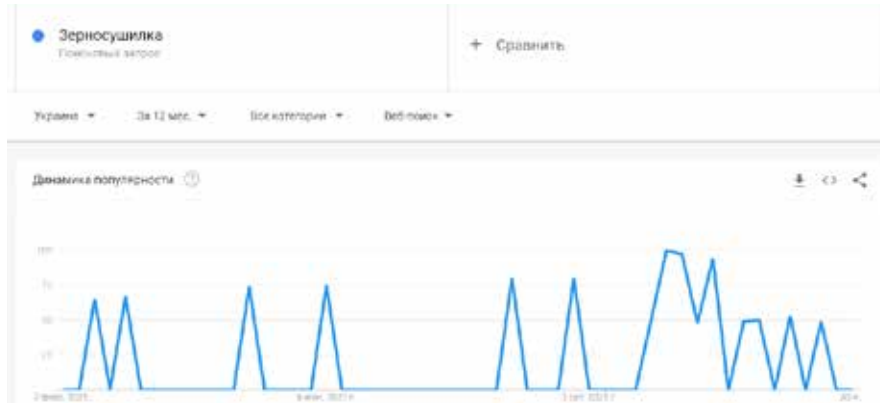 Зерносушилка
Поисковый запрос
+ Сравнить
Украина
За 12 мес.
Все категории
Веб-поиск
Динамика популярности
100
75
50
25